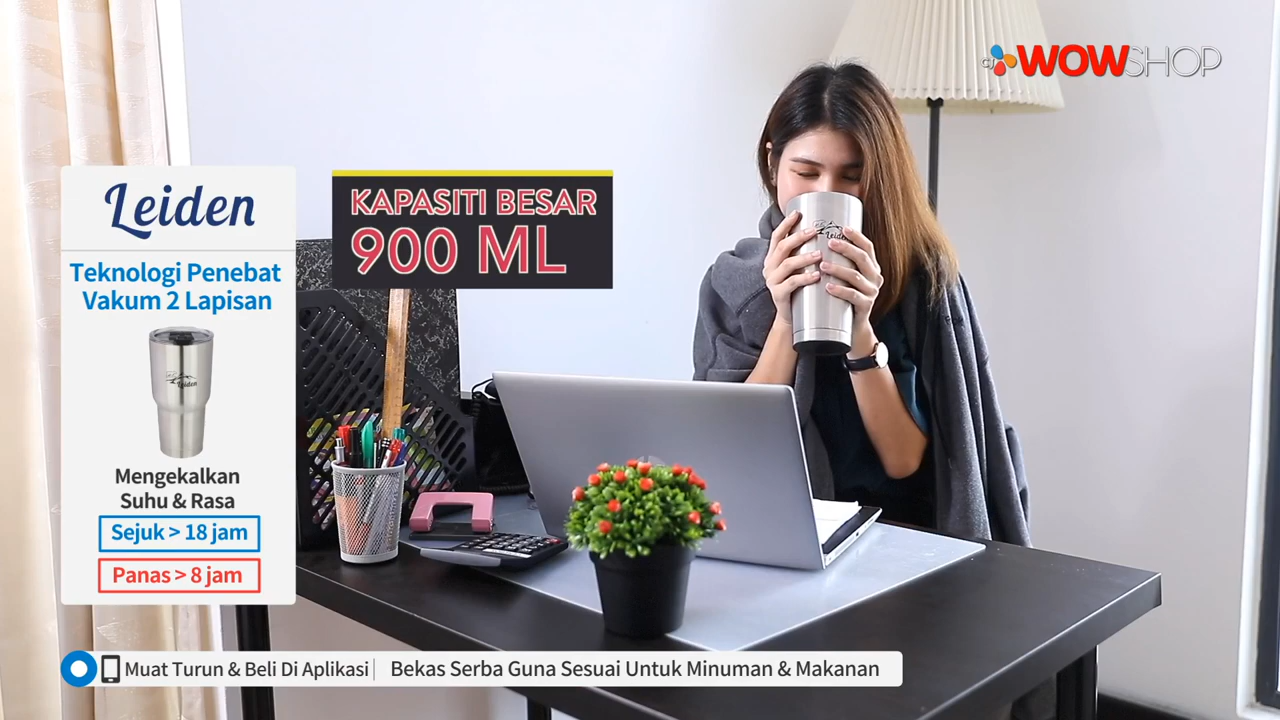 CJ WOWSHOP
Leiden
Teknologi Penebat
Vakum 2 Lapisan
Leiden
Mengekalkan
Suhu & Rasa
Sejuk > 18 jam
Panas > 8 jam
KAPASITI BESAR
900 ML
Leiden
Muat Turun & Beli Di Aplikasi | Bekas Serba Guna Sesuai Untuk Minuman & Makanan